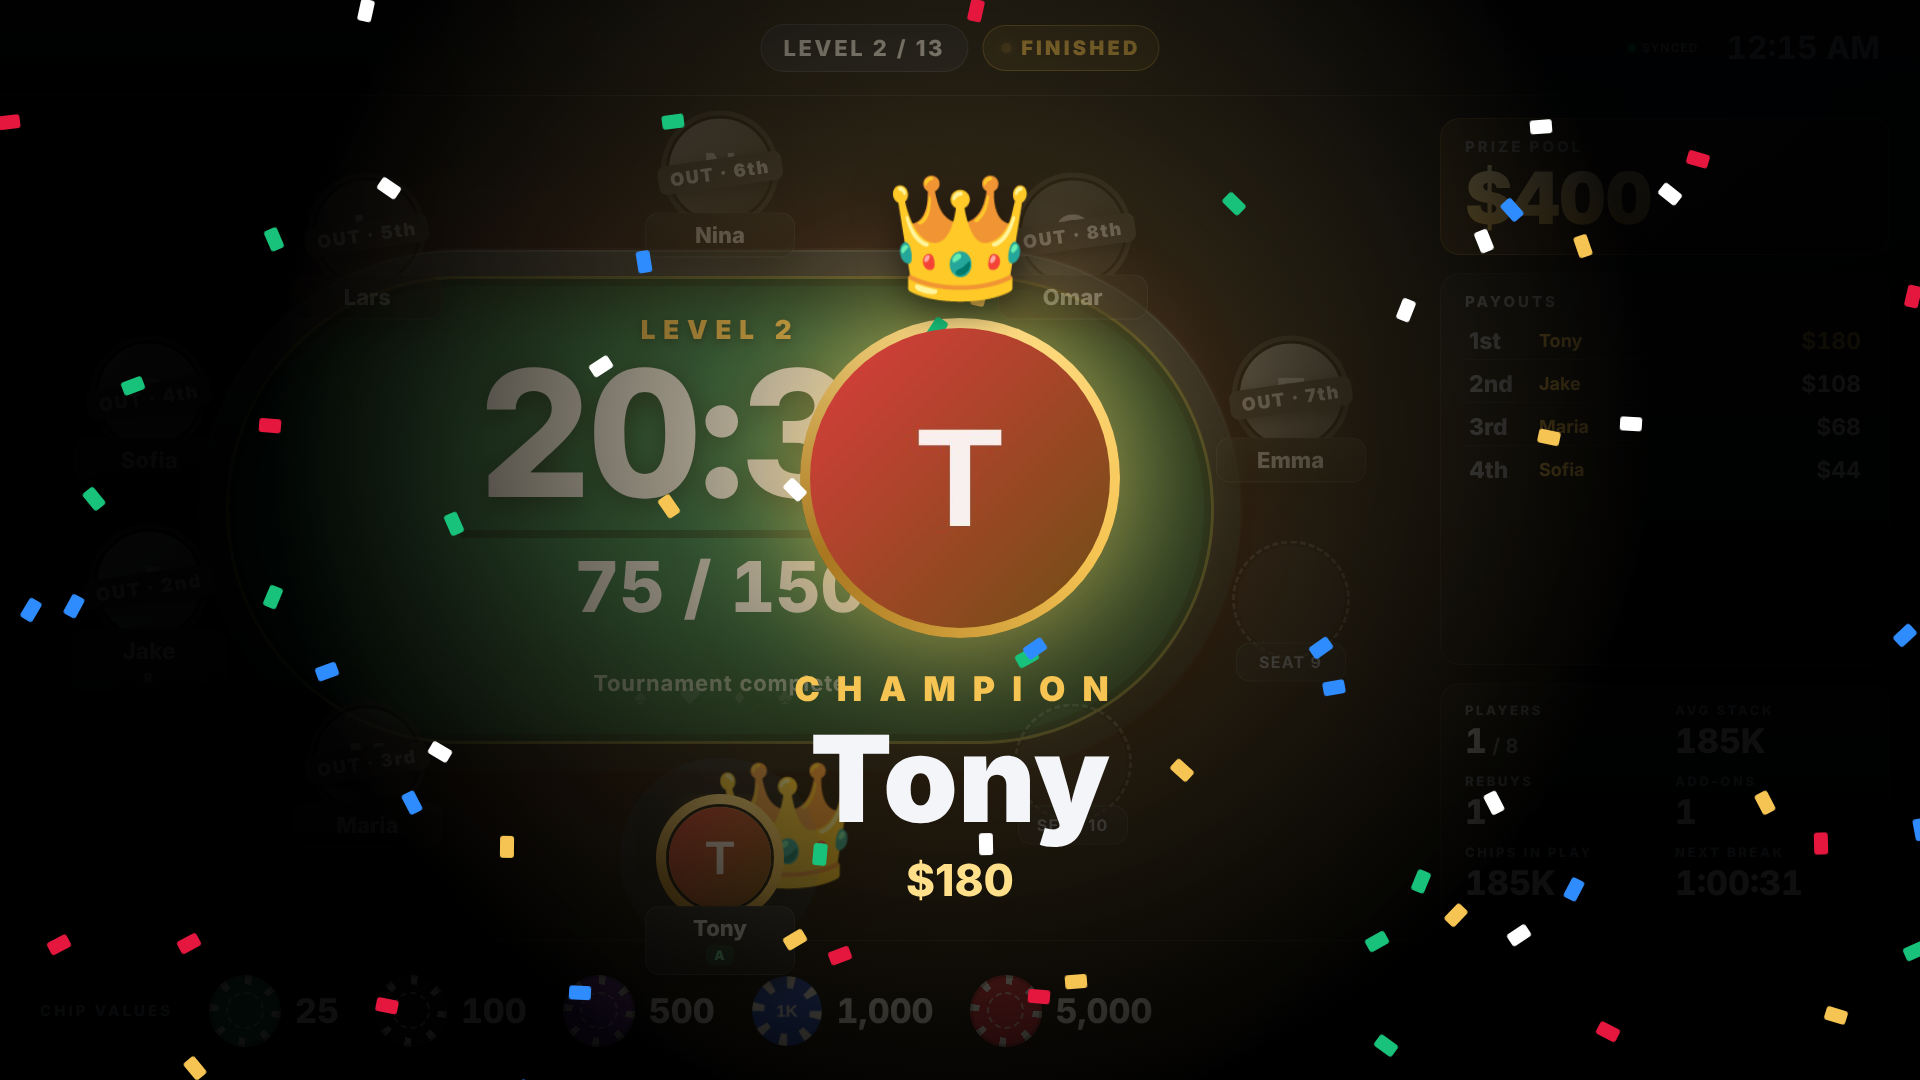 LEVEL 2 / 13
FINISHED
SYNCED
12:15 AM
OUT · 6th
Nina
OUT · 5th
Lars
OUT · 8th
Omar
OUT · 4th
Sofia
OUT · 7th
Emma
OUT · 2nd
Jake
OUT · 3rd
Maria
SEAT 9
LEVEL 2
20:3
75 / 150
Tournament complete
T
CHAMPION
Tony
$180
T
Tony
A
PRIZE POOL
$400
PAYOUTS
1st Tony $180
2nd Jake $108
3rd Maria $68
4th Sofia $44
PLAYERS
1 / 8
AVG STACK
185K
REBUYS
1
ADD-ONS
1
CHIPS IN PLAY
185K
NEXT BREAK
1:00:31
CHIP VALUES
25
100
500
1K
1,000
5,000